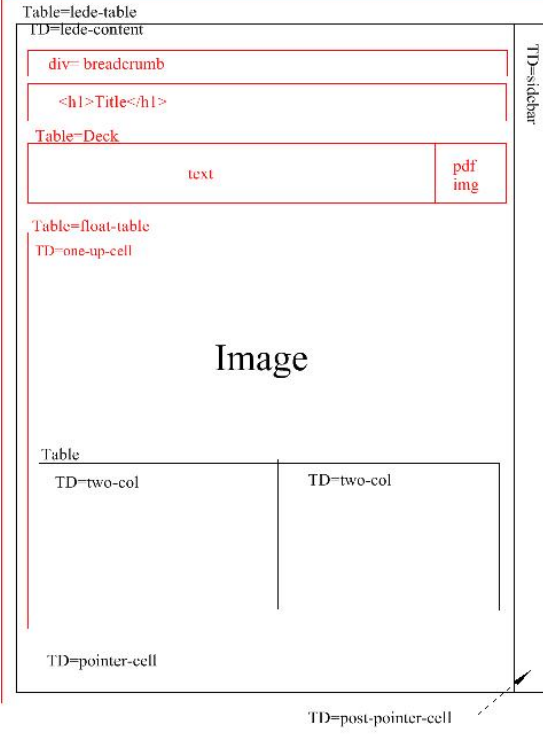 Table=lede-table
TD=lede-content
TD=sidebar
div= breadcrumb
<h1>Title</h1>
Table=Deck
text
pdf
img
Table=float-table
TD=one-up-cell
Image
Table
TD=two-col
TD=two-col
TD=pointer-cell
TD=post-pointer-cell